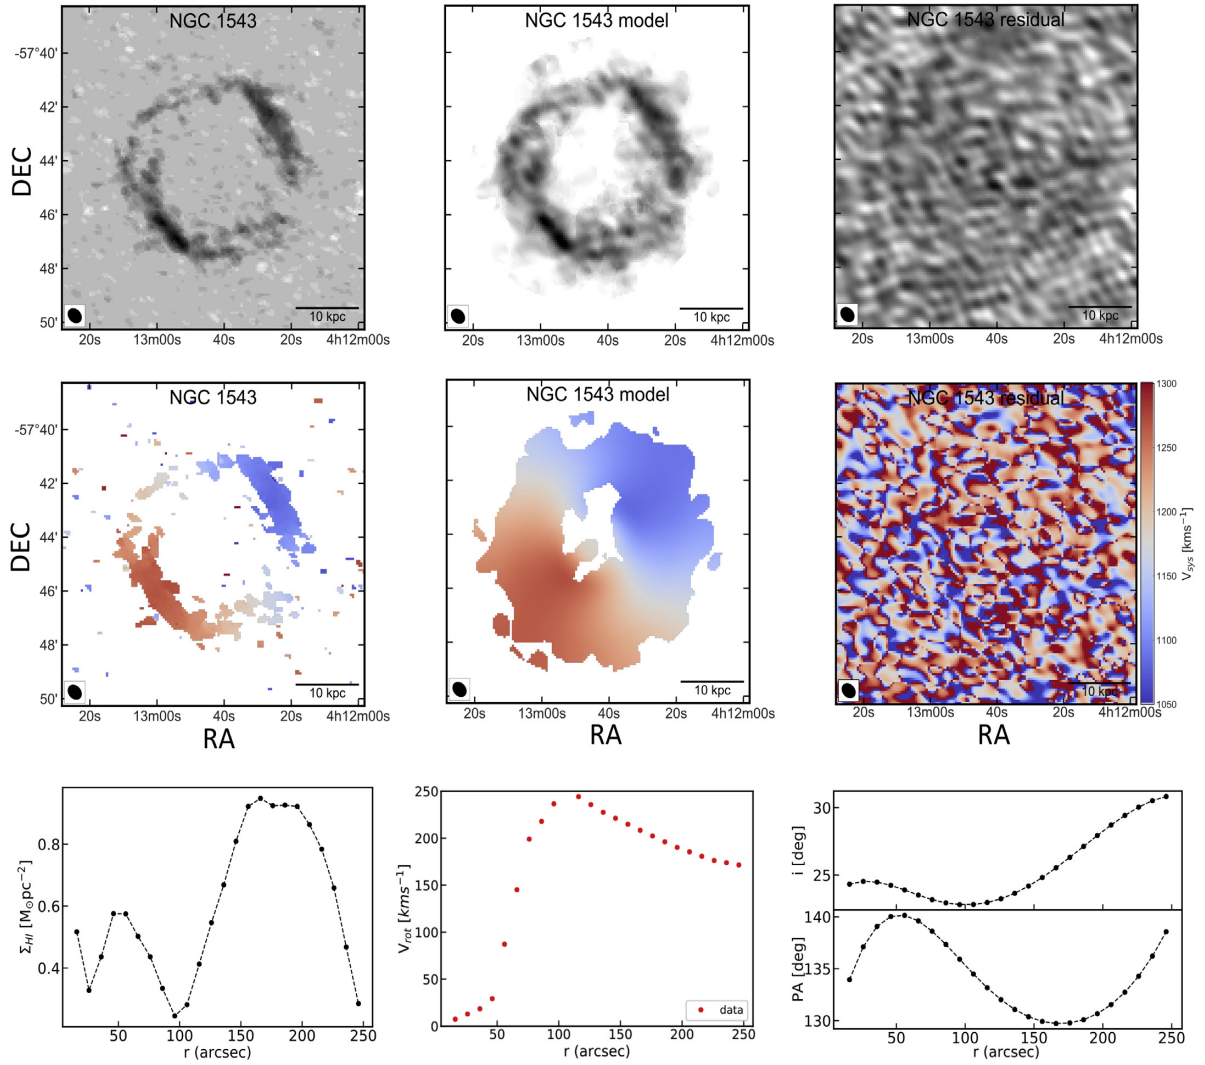 NGC 1543
NGC 1543 model
NGC 1543 residual
-57°40'
42'
44'
46'
48'
50'
DEC
10 kpc
10 kpc
10 kpc
20s 13m00s 40s 20s 4h12m00s
20s 13m00s 40s 20s 4h12m00s
20s 13m00s 40s 20s 4h12m00s
NGC 1543
NGC 1543 model
NGC 1543 residual
-57°40'
42'
44'
46'
48'
50'
DEC
10 kpc
10 kpc
10 kpc
1300
1250
1200
1150
1100
1050
V_sys [kms⁻¹]
20s 13m00s 40s 20s 4h12m00s
20s 13m00s 40s 20s 4h12m00s
20s 13m00s 40s 20s 4h12m00s
RA
RA
RA
0.8
0.6
0.4
Σ_HI [M⊙pc⁻²]
50 100 150 200 250
r (arcsec)
250
200
150
100
50
0
V_rot [kms⁻¹]
data
50 100 150 200 250
r (arcsec)
30
25
i [deg]
140
135
130
PA [deg]
50 100 150 200 250
r (arcsec)